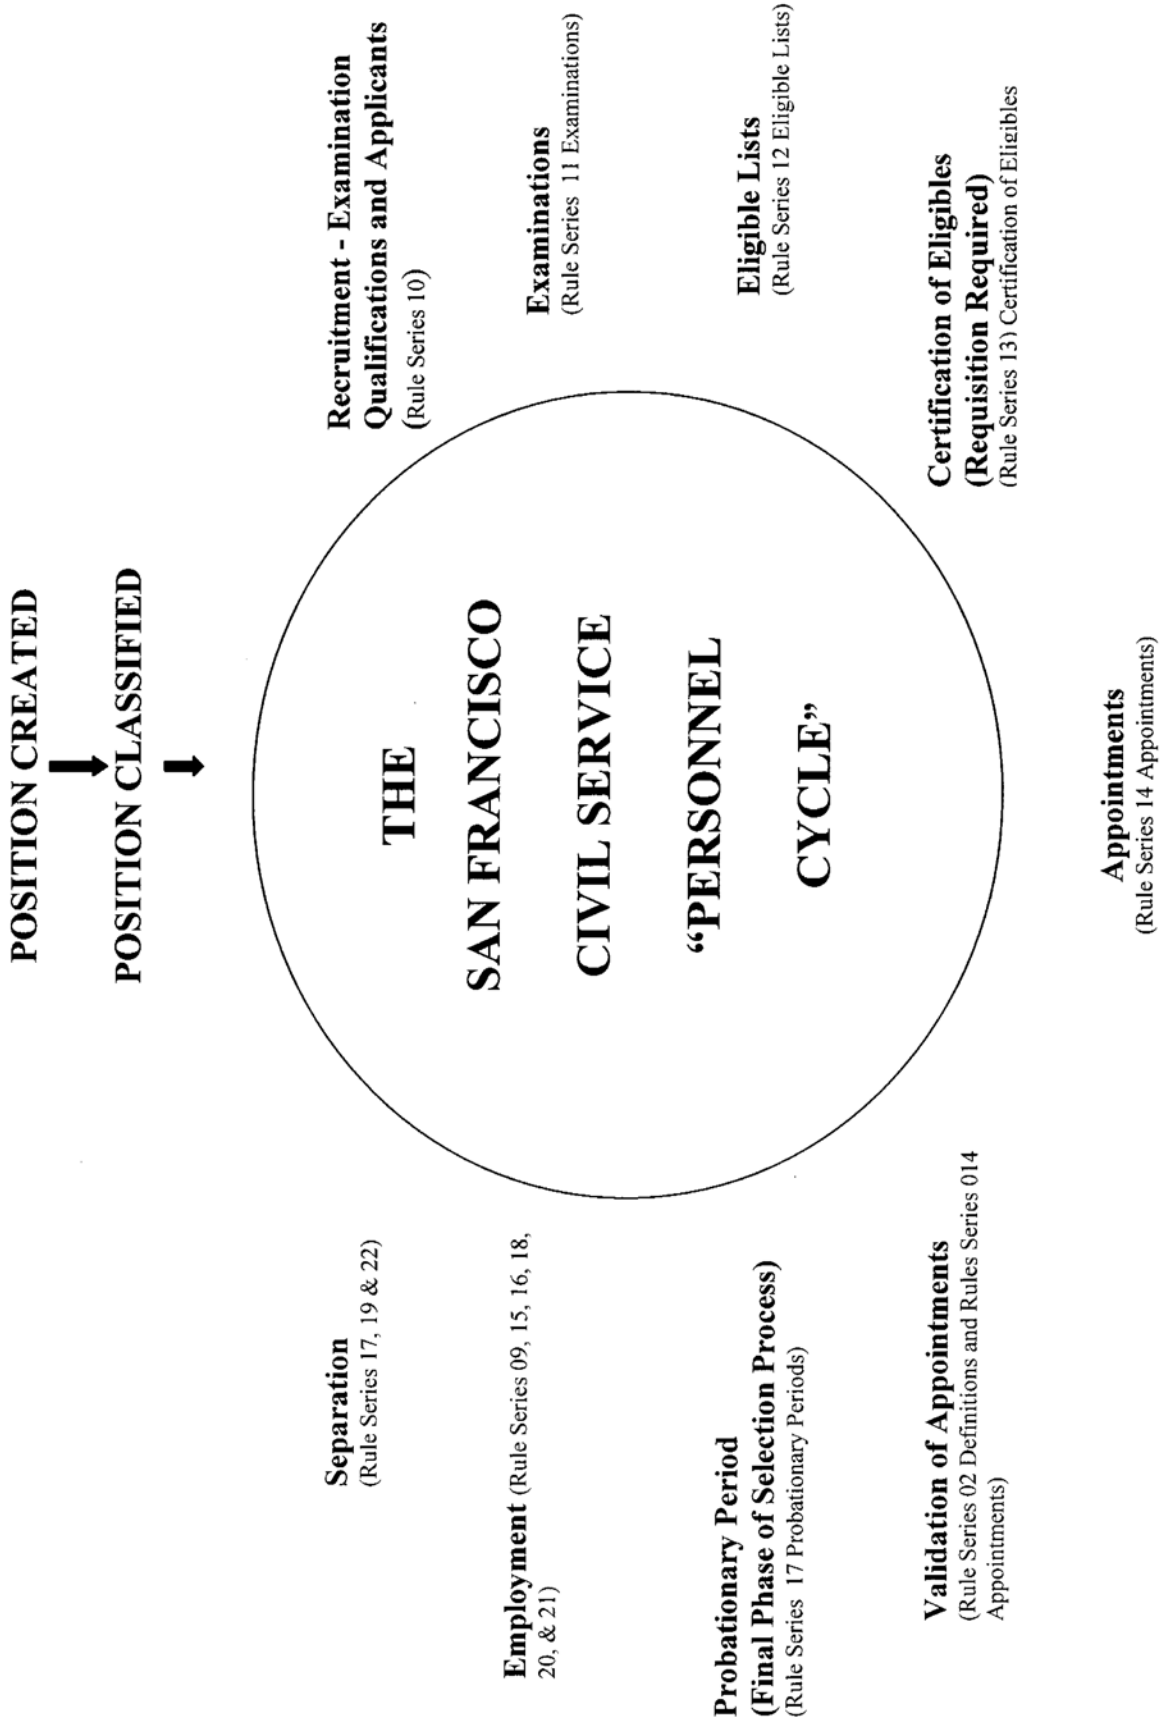 POSITION CREATED
POSITION CLASSIFIED
THE
SAN FRANCISCO
CIVIL SERVICE
“PERSONNEL
CYCLE”
Recruitment - Examination
Qualifications and Applicants
(Rule Series 10)
Examinations
(Rule Series 11 Examinations)
Eligible Lists
(Rule Series 12 Eligible Lists)
Certification of Eligibles
(Requisition Required)
(Rule Series 13) Certification of Eligibles
Appointments
(Rule Series 14 Appointments)
Validation of Appointments
(Rule Series 02 Definitions and Rules Series 014
Appointments)
Probationary Period
(Final Phase of Selection Process)
(Rule Series 17 Probationary Periods)
Employment (Rule Series 09, 15, 16, 18,
20, & 21)
Separation
(Rule Series 17, 19 & 22)